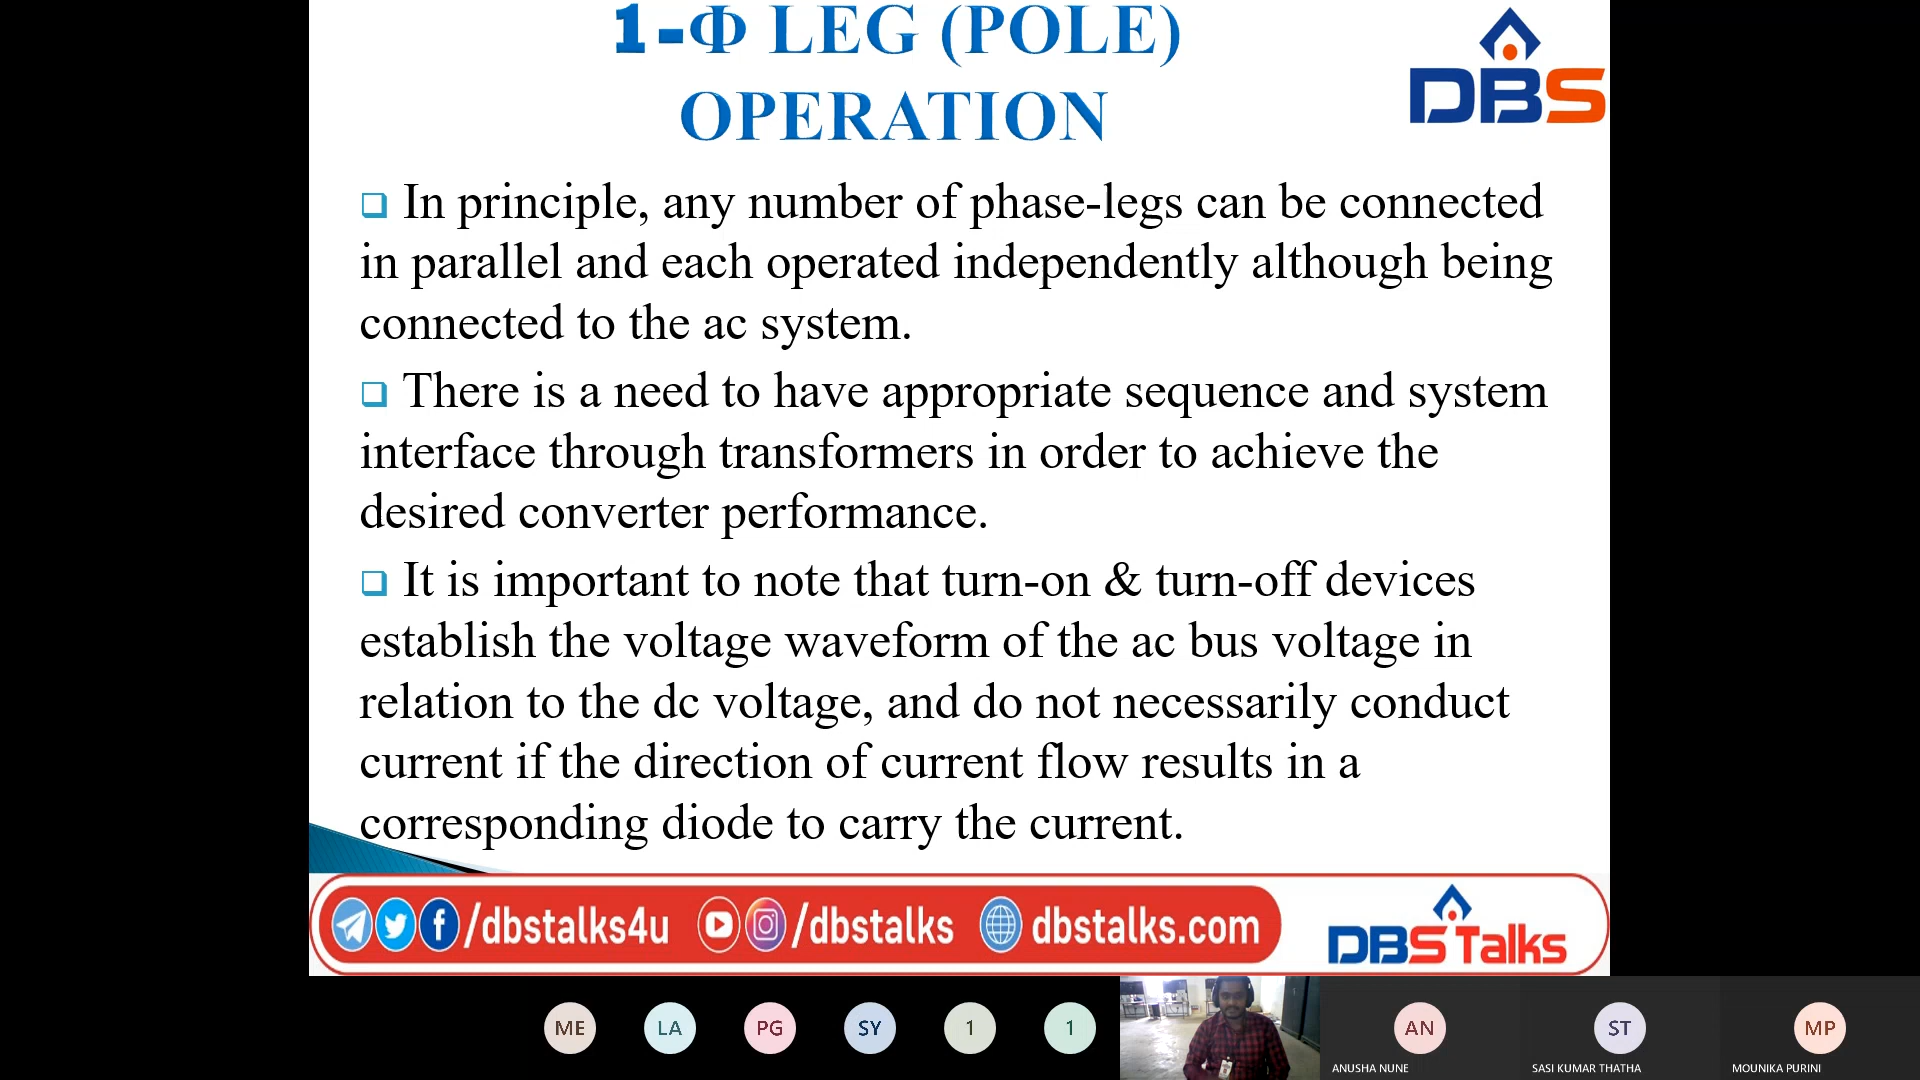 1-Φ LEG (POLE)
OPERATION
DBS
In principle, any number of phase-legs can be connected
in parallel and each operated independently although being
connected to the ac system.
There is a need to have appropriate sequence and system
interface through transformers in order to achieve the
desired converter performance.
It is important to note that turn-on & turn-off devices
establish the voltage waveform of the ac bus voltage in
relation to the dc voltage, and do not necessarily conduct
current if the direction of current flow results in a
corresponding diode to carry the current.
/dbstalks4u /dbstalks dbstalks.com
DBS Talks
ME LA PG SY 1 1 AN ST MP
ANUSHA NUNE SASI KUMAR THATHA MOUNIKA PURINI